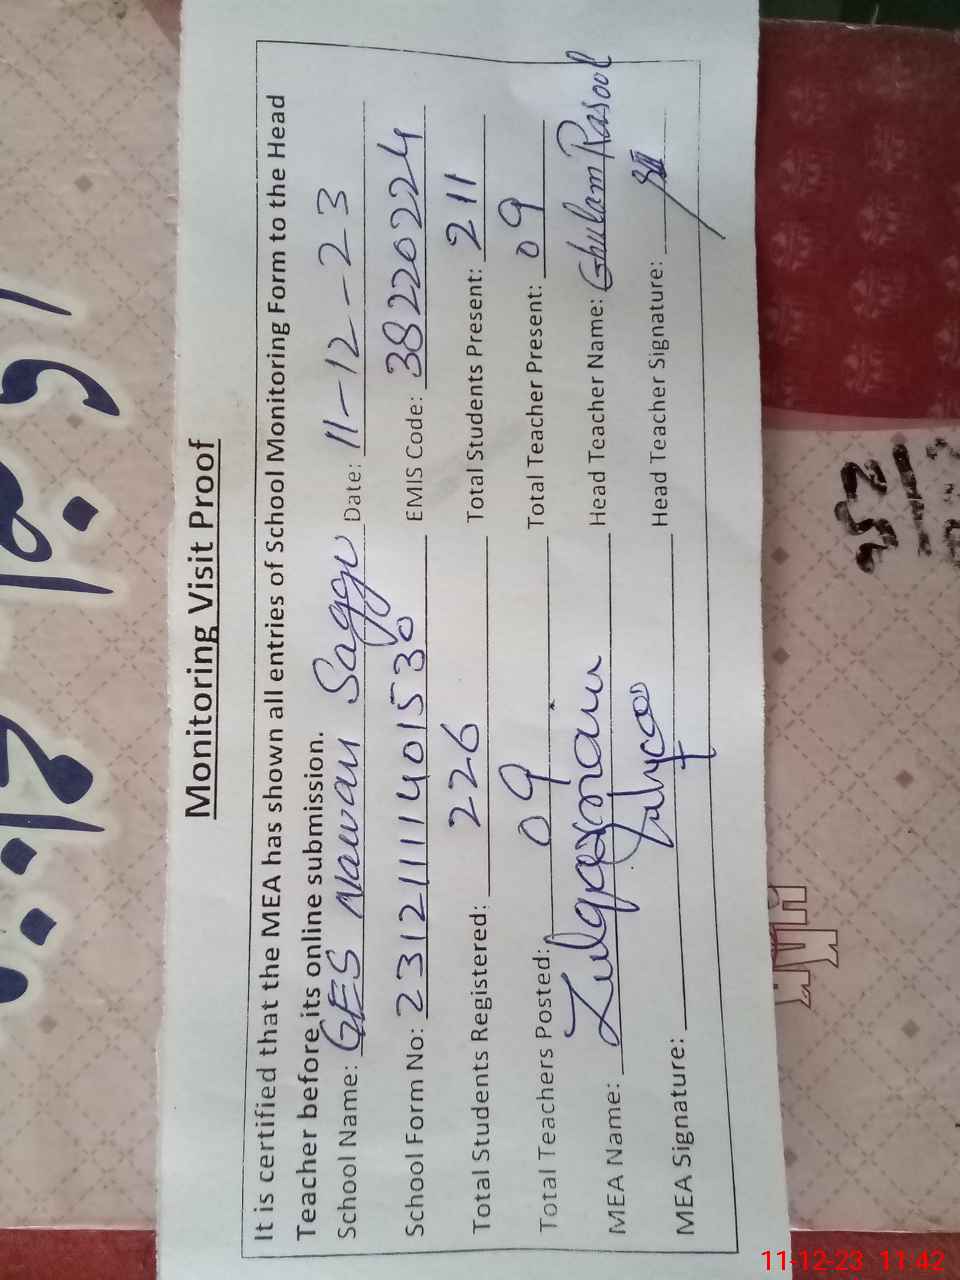 Monitoring Visit Proof
It is certified that the MEA has shown all entries of School Monitoring Form to the Head
Teacher before its online submission.
School Name: GES Nawan Saggu Date: 11-12-23
School Form No: 23121111401530 EMIS Code: 38220224
Total Students Registered: 226 Total Students Present: 211
Total Teachers Posted: 09 Total Teacher Present: 09
MEA Name: Zulqarnain Head Teacher Name: Ghulam Rasool
MEA Signature: Head Teacher Signature:
11-12-23 11:42